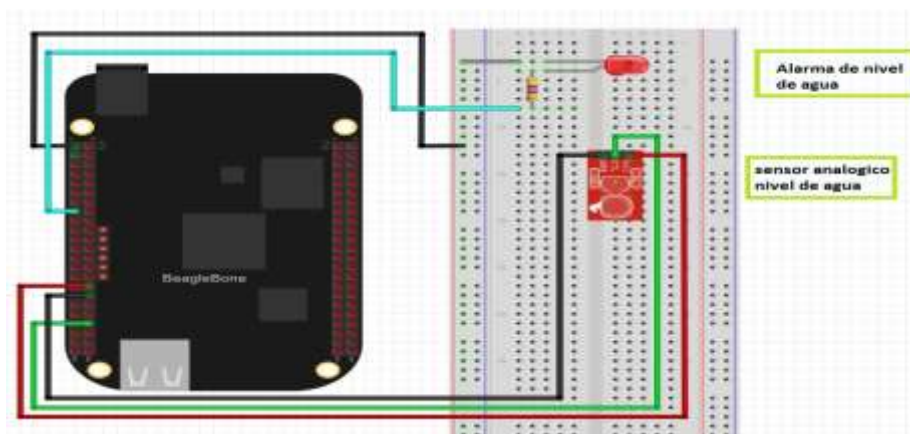 Alarma de nivel
de agua
sensor analogico
nivel de agua
BeagleBone